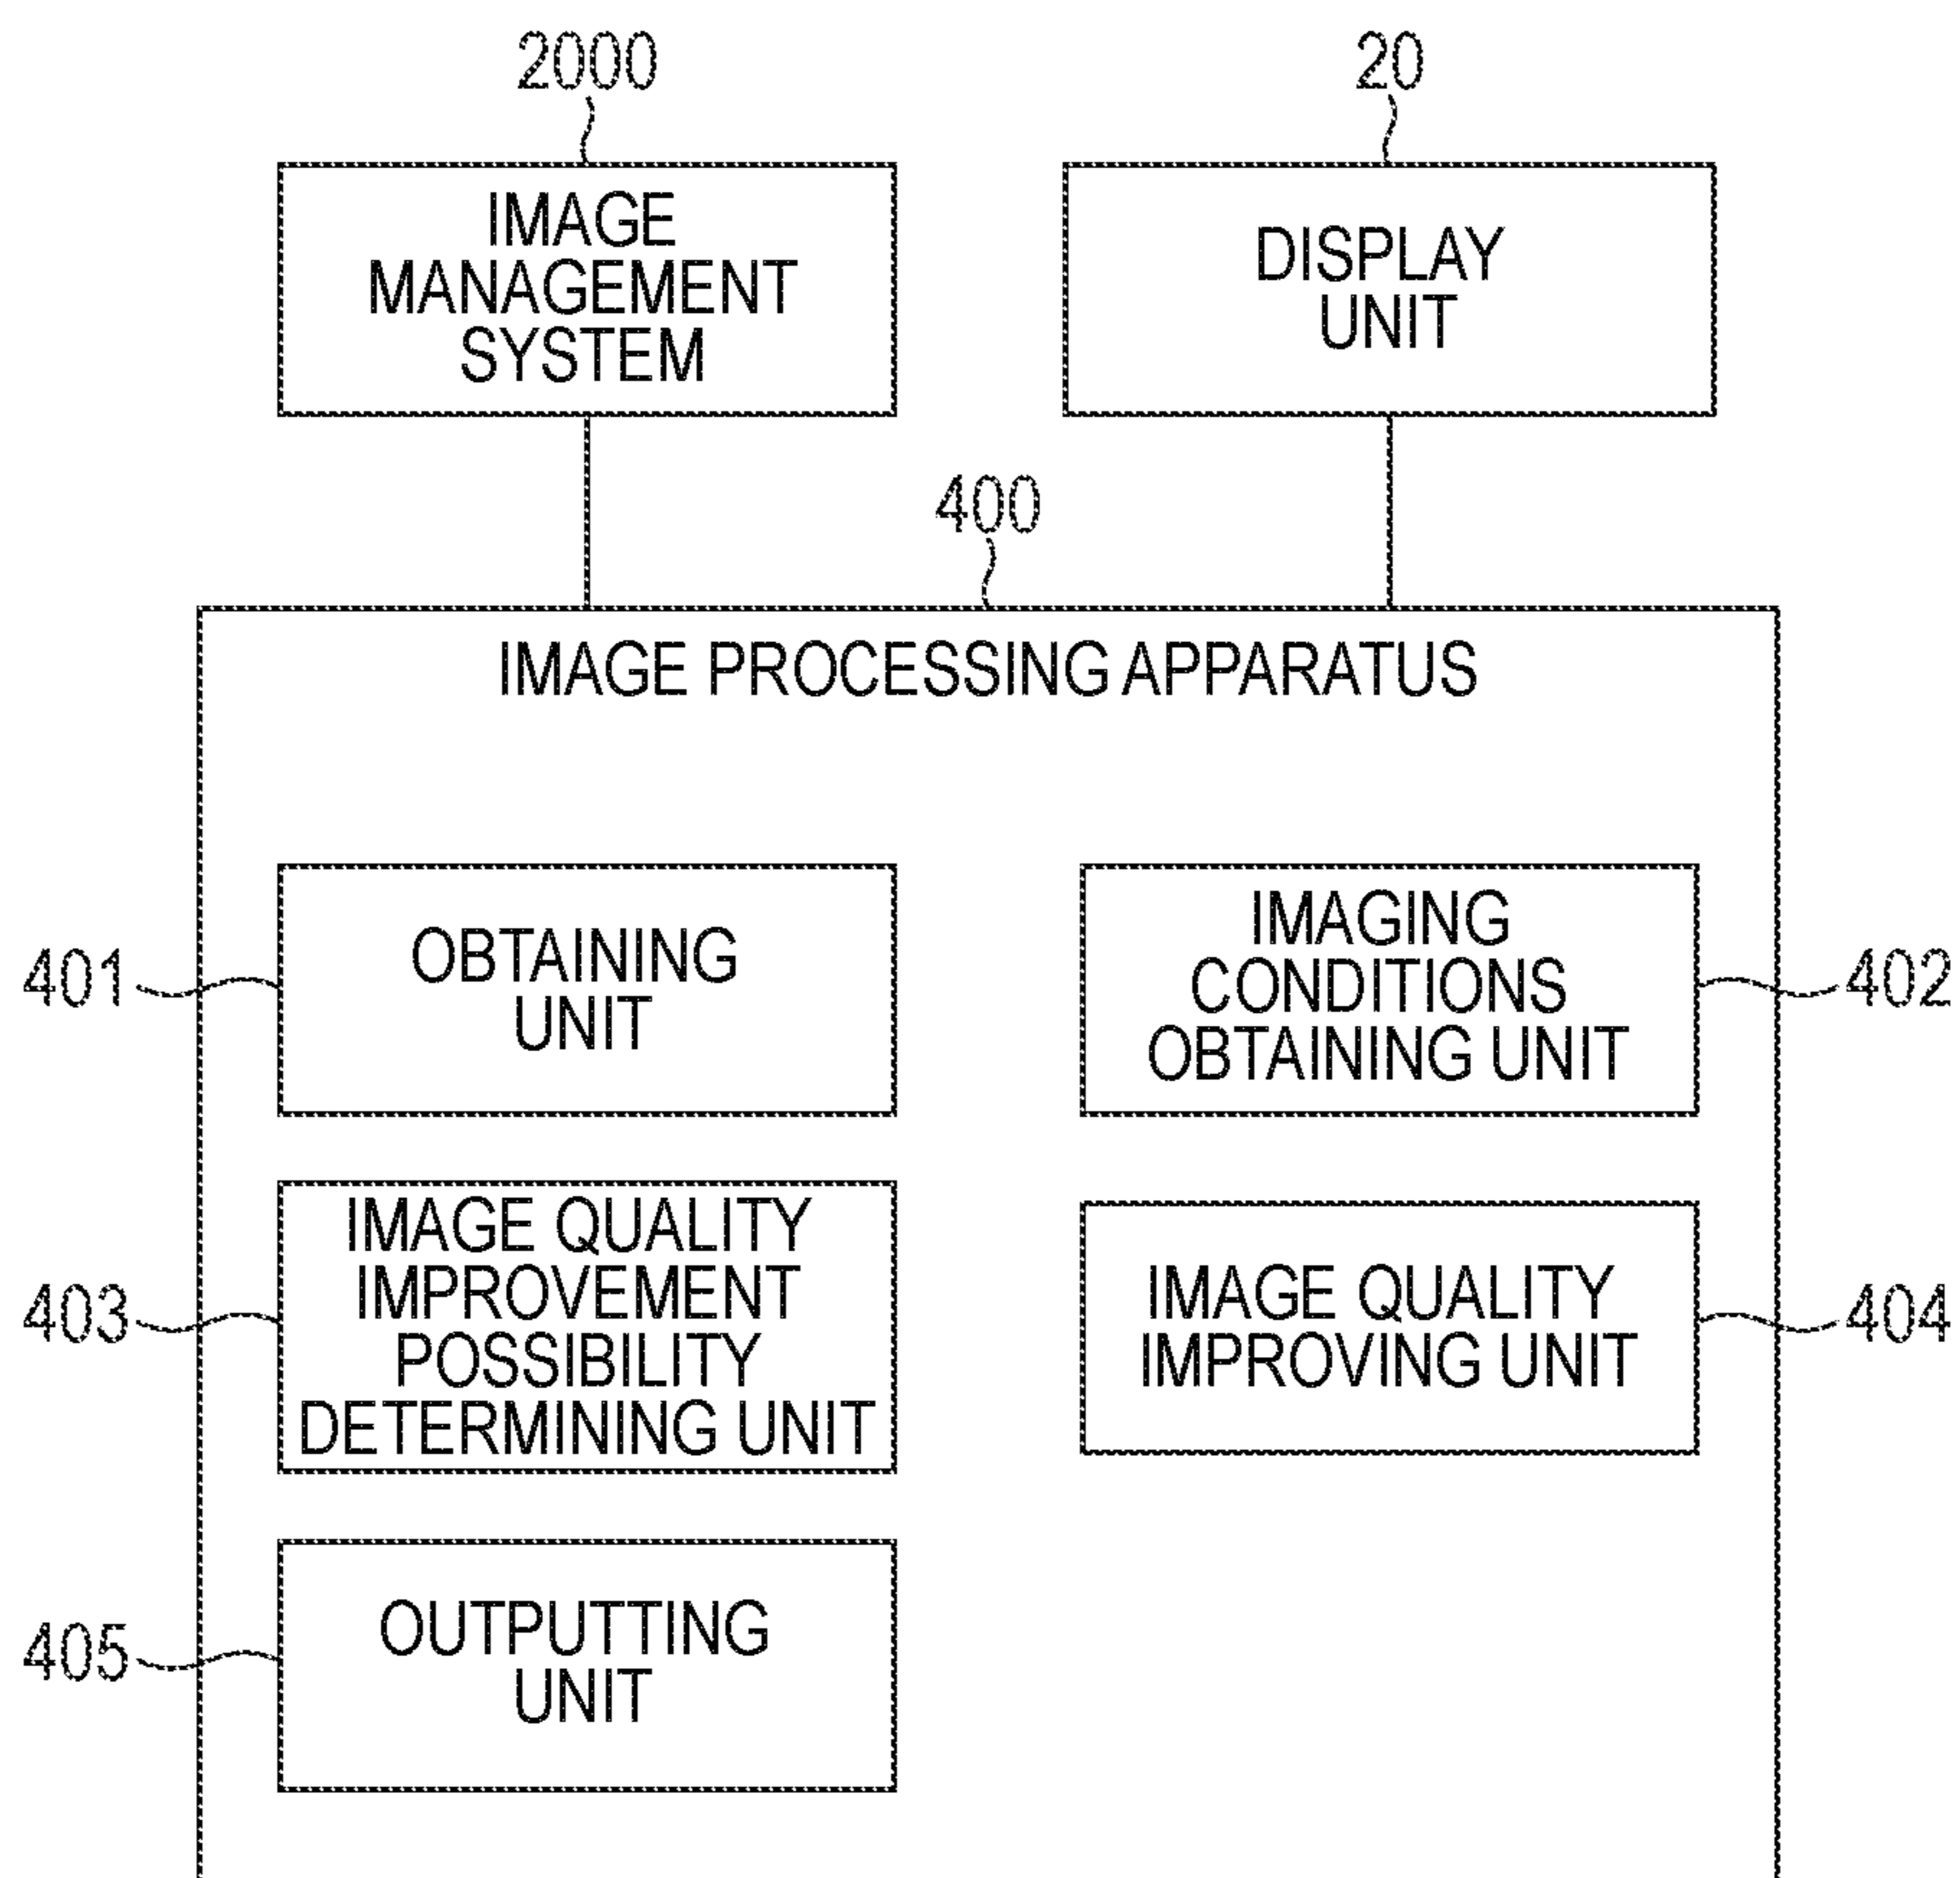 2000
20
IMAGE
MANAGEMENT
SYSTEM
DISPLAY
UNIT
400
IMAGE PROCESSING APPARATUS
401
OBTAINING
UNIT
IMAGING
CONDITIONS
OBTAINING UNIT
402
403
IMAGE QUALITY
IMPROVEMENT
POSSIBILITY
DETERMINING UNIT
IMAGE QUALITY
IMPROVING UNIT
404
405
OUTPUTTING
UNIT